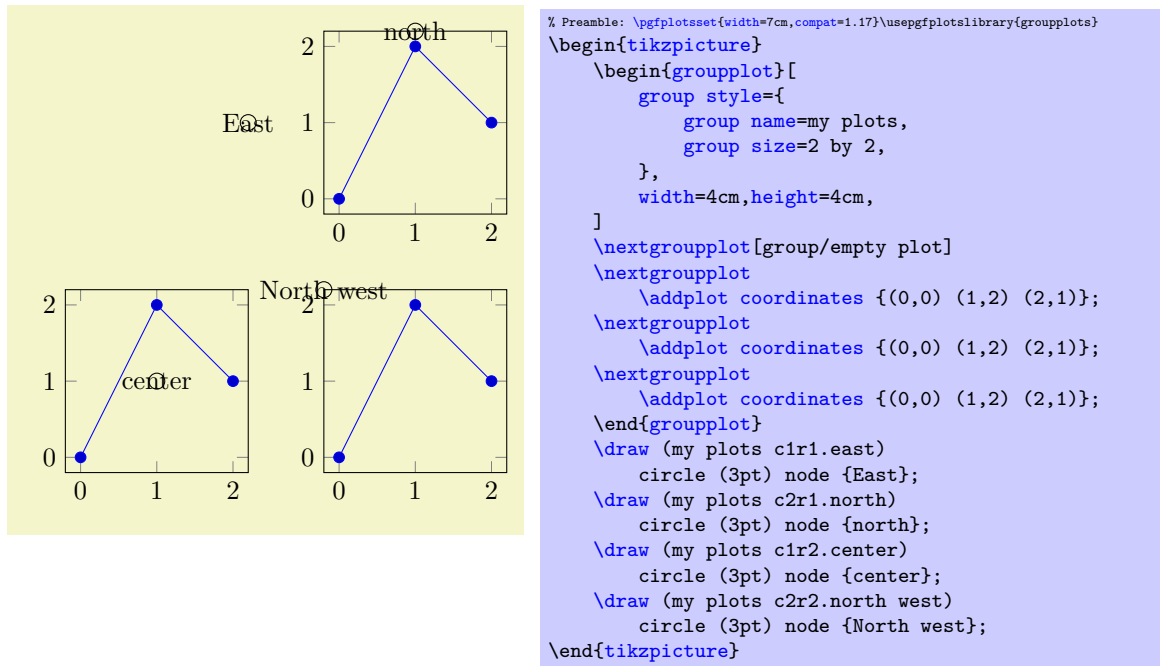 north
2
East
1
0
0 1 2
North west
2 2
center
1 1
0 0
0 1 2 0 1 2
% Preamble: \pgfplotsset{width=7cm,compat=1.17}\usepgfplotslibrary{groupplots}
\begin{tikzpicture}
\begin{groupplot}[
group style={
group name=my plots,
group size=2 by 2,
},
width=4cm,height=4cm,
]
\nextgroupplot[group/empty plot]
\nextgroupplot
\addplot coordinates {(0,0) (1,2) (2,1)};
\nextgroupplot
\addplot coordinates {(0,0) (1,2) (2,1)};
\nextgroupplot
\addplot coordinates {(0,0) (1,2) (2,1)};
\end{groupplot}
\draw (my plots c1r1.east)
circle (3pt) node {East};
\draw (my plots c2r1.north)
circle (3pt) node {north};
\draw (my plots c1r2.center)
circle (3pt) node {center};
\draw (my plots c2r2.north west)
circle (3pt) node {North west};
\end{tikzpicture}